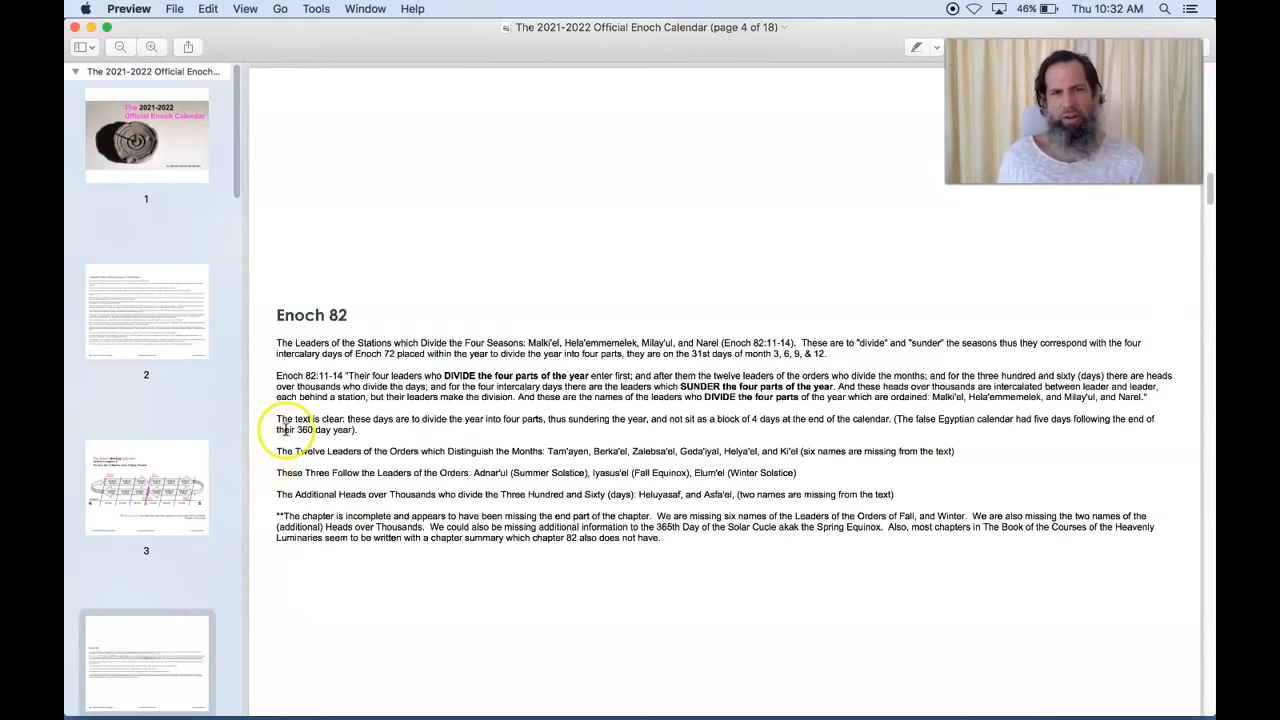 Preview File Edit View Go Tools Window Help
46% Thu 10:32 AM
The 2021-2022 Official Enoch Calendar (page 4 of 18)
The 2021-2022 Official Enoch...
The 2021-2022
Official Enoch Calendar
1
2
3
Enoch 82
The Leaders of the Stations which Divide the Four Seasons: Malki'el, Hela'emmemelek, Milay'ul, and Narel (Enoch 82:11-14). These are to "divide" and "sunder" the seasons thus they correspond with the four
intercalary days of Enoch 72 placed within the year to divide the year into four parts, they are on the 31st days of month 3, 6, 9, & 12.
Enoch 82:11-14 "Their four leaders who DIVIDE the four parts of the year enter first; and after them the twelve leaders of the orders who divide the months; and for the three hundred and sixty (days) there are heads
over thousands who divide the days; and for the four intercalary days there are the leaders which SUNDER the four parts of the year. And these heads over thousands are intercalated between leader and leader,
each behind a station, but their leaders make the division. And these are the names of the leaders who DIVIDE the four parts of the year which are ordained: Malki'el, Hela'emmemelek, and Milay'ul, and Narel."
The text is clear: these days are to divide the year into four parts, thus sundering the year, and not sit as a block of 4 days at the end of the calendar. (The false Egyptian calendar had five days following the end of
their 360 day year).
The Twelve Leaders of the Orders which Distinguish the Months: Tam'ayen, Berka'el, Zalebsa'el, Geda'iyal, Helya'el, and Ki'el (six names are missing from the text)
These Three Follow the Leaders of the Orders: Adnar'ul (Summer Solstice), Iyasus'el (Fall Equinox), Elum'el (Winter Solstice)
The Additional Heads over Thousands who divide the Three Hundred and Sixty (days): Heluyasaf, and Asfa'el, (two names are missing from the text)
**The chapter is incomplete and appears to have been missing the end part of the chapter. We are missing six names of the Leaders of the Orders of Fall, and Winter. We are also missing the two names of the
(additional) Heads over Thousands. We could also be missing additional information to the 365th Day of the Solar Cucle akak the Spring Equinox. Also, most chapters in The Book of the Courses of the Heavenly
Luminaries seem to be written with a chapter summary which chapter 82 also does not have.